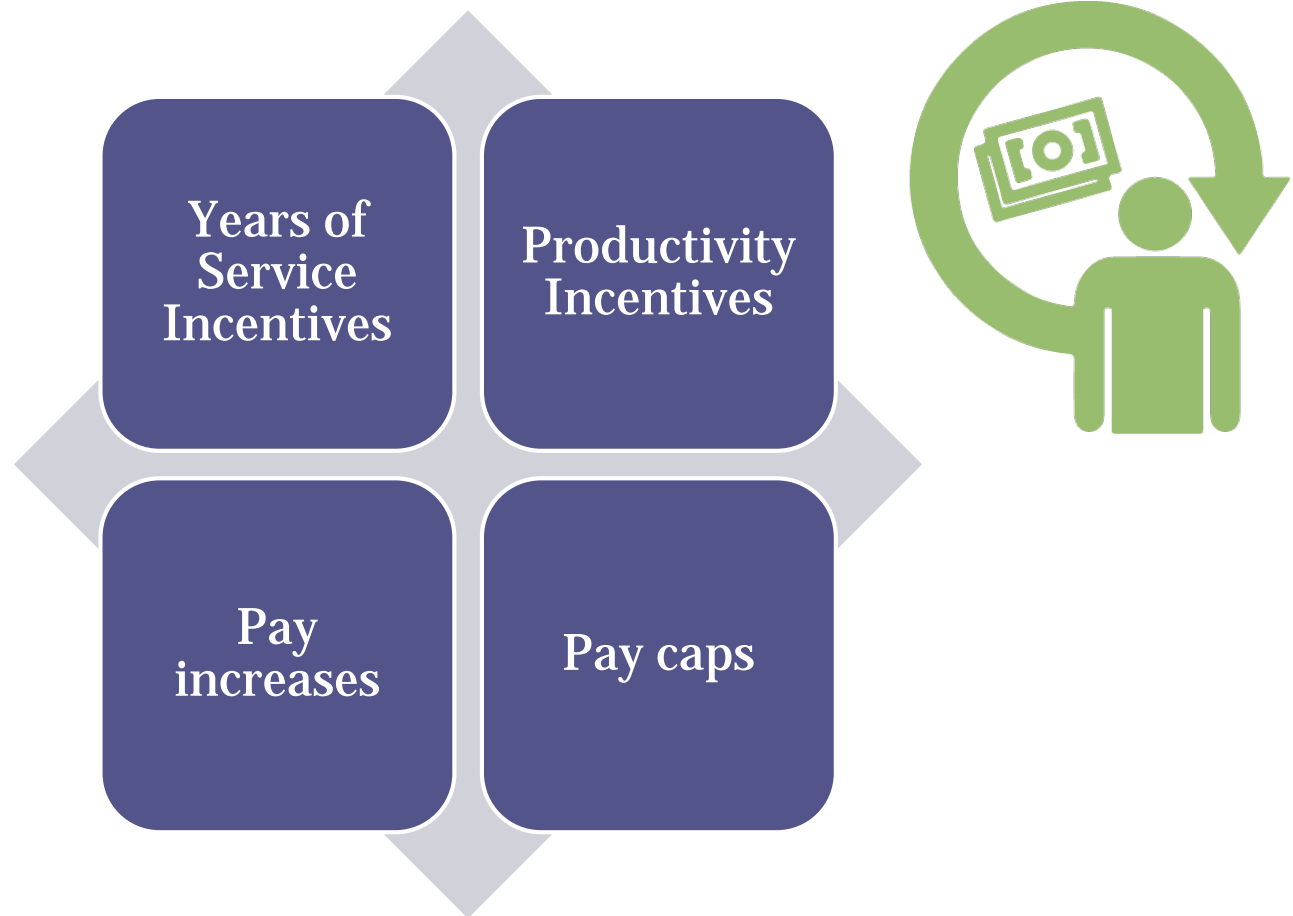 Years of
Service
Incentives
Productivity
Incentives
Pay
increases
Pay caps